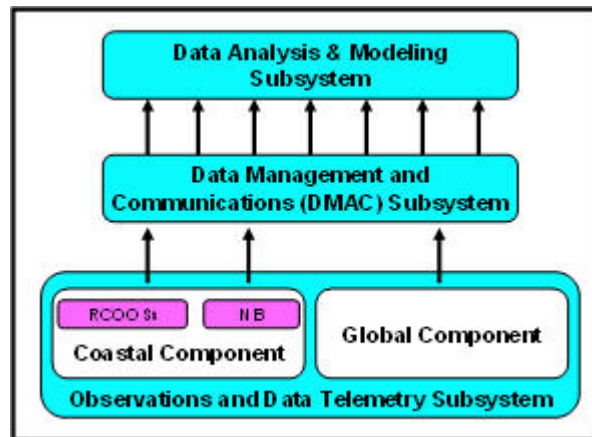 Data Analysis & Modeling
Subsystem
Data Management and
Communications (DMAC) Subsystem
RCOOSs
NB
Coastal Component
Global Component
Observations and Data Telemetry Subsystem